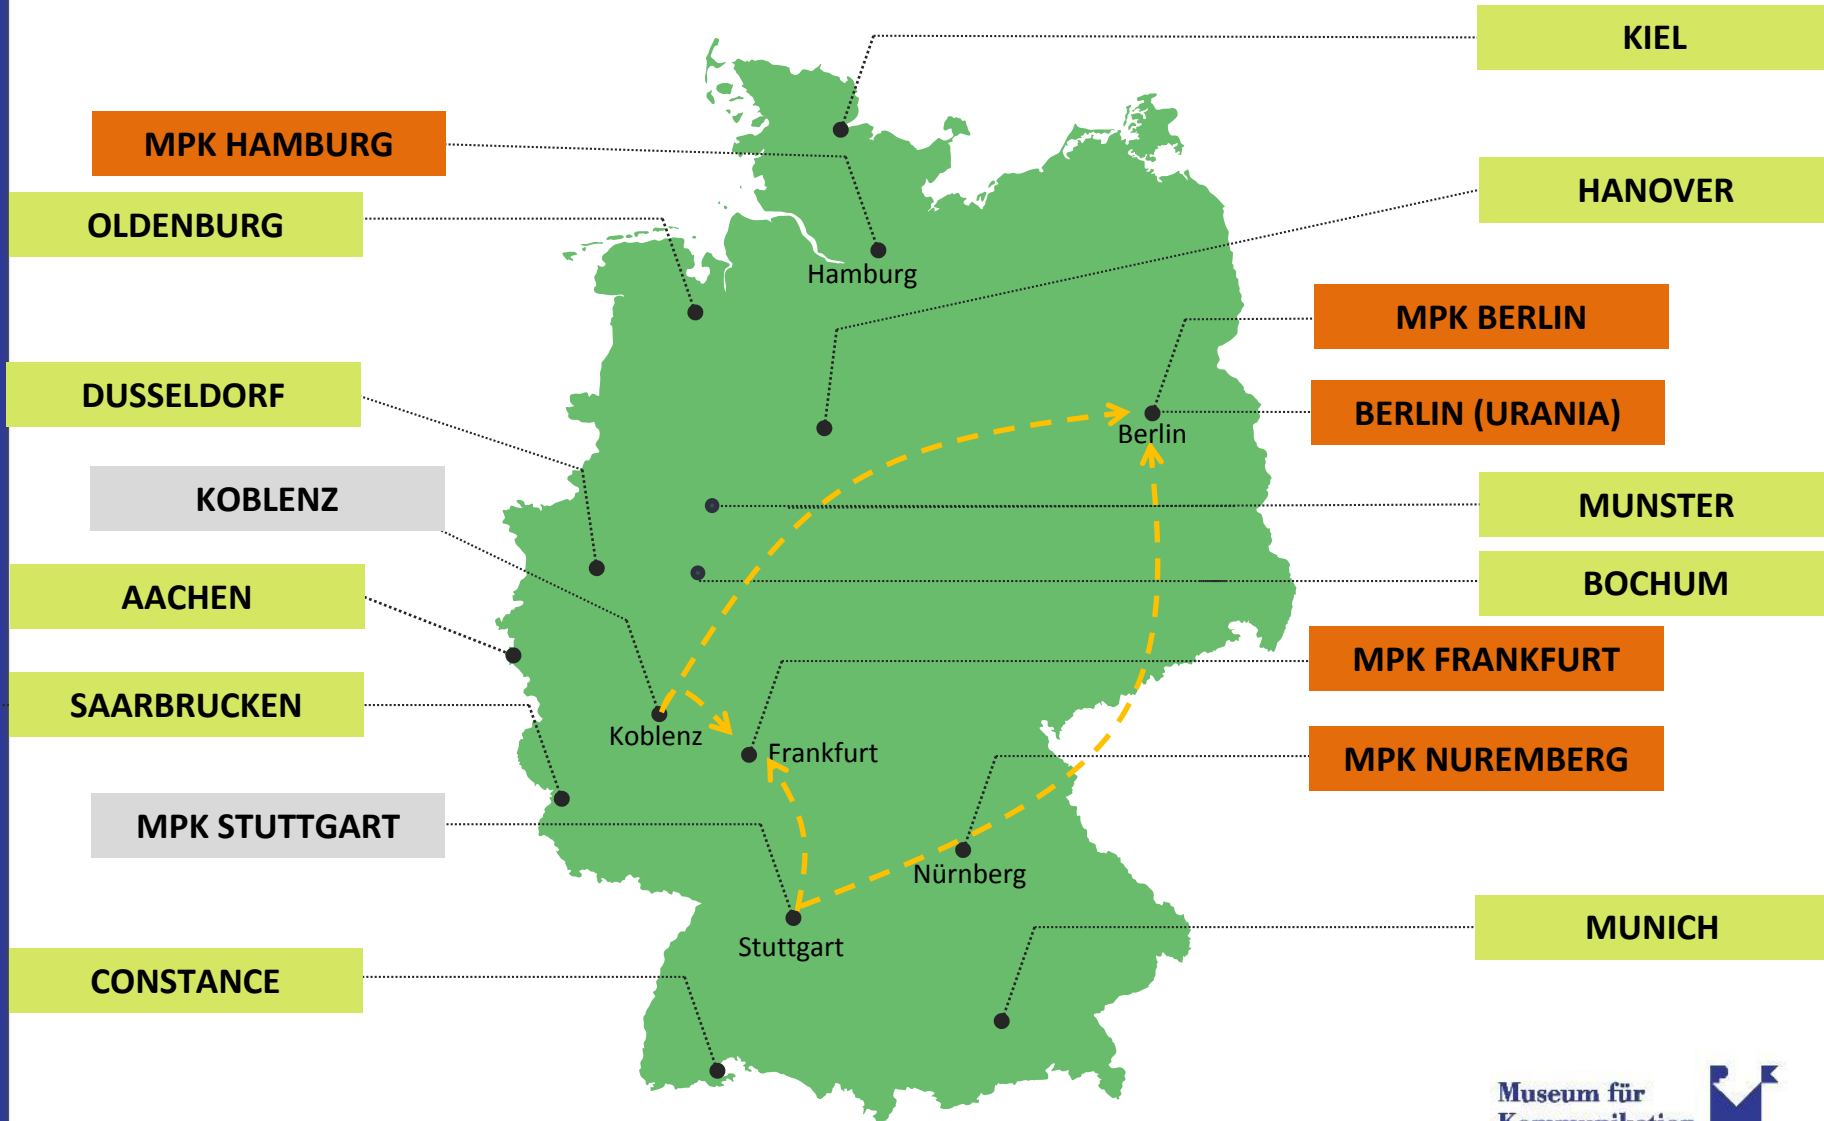 KIEL
MPK HAMBURG
HANOVER
OLDENBURG
Hamburg
MPK BERLIN
DUSSELDORF
BERLIN (URANIA)
Berlin
KOBLENZ
MUNSTER
AACHEN
BOCHUM
MPK FRANKFURT
SAARBRUCKEN
Koblenz
Frankfurt
MPK NUREMBERG
MPK STUTTGART
Nürnberg
MUNICH
Stuttgart
CONSTANCE
Museum für
Kommunikation